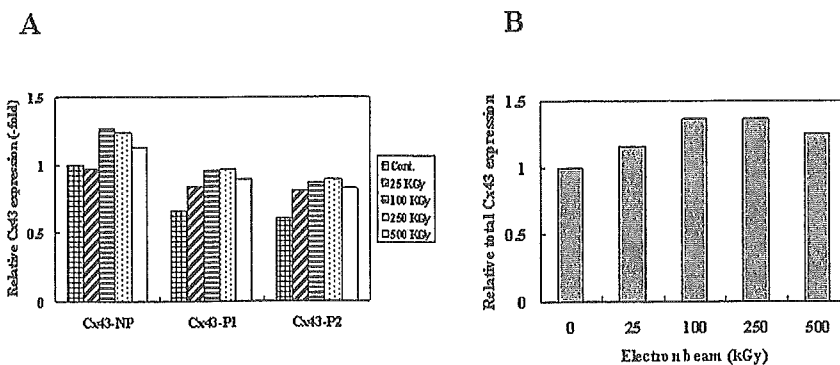 A
Relative Cx43 expression (-fold)
1.5
1
0.5
0
Cx43-NP
Cx43-P1
Cx43-P2
Cont.
25 KGy
100 KGy
250 KGy
500 KGy
B
Relative total Cx43 expression
1.5
1
0.5
0
0
25
100
250
500
Electron beam (kGy)